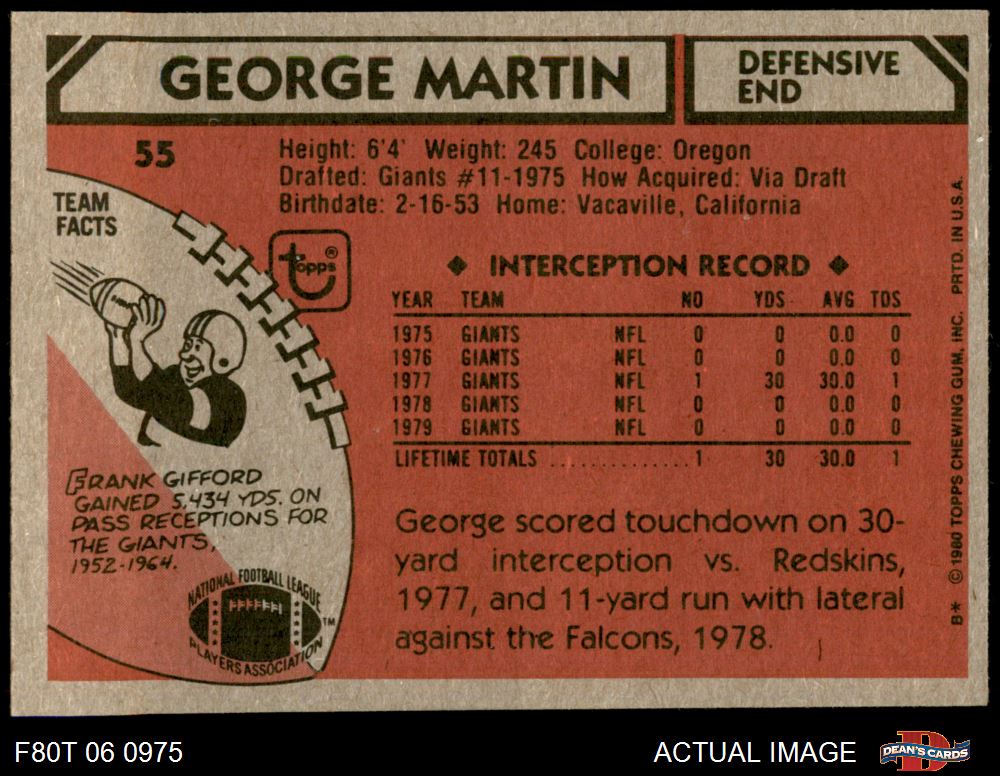 GEORGE MARTIN
DEFENSIVE
END
55
Height: 6'4' Weight: 245 College: Oregon
Drafted: Giants #11-1975 How Acquired: Via Draft
Birthdate: 2-16-53 Home: Vacaville, California
TEAM
FACTS
topps®
◆ INTERCEPTION RECORD ◆
YEAR TEAM NO YDS AVG TDS
1975 GIANTS NFL 0 0 0.0 0
1976 GIANTS NFL 0 0 0.0 0
1977 GIANTS NFL 1 30 30.0 1
1978 GIANTS NFL 0 0 0.0 0
1979 GIANTS NFL 0 0 0.0 0
LIFETIME TOTALS ................ 1 30 30.0 1
FRANK GIFFORD
GAINED 5,434 YDS. ON
PASS RECEPTIONS FOR
THE GIANTS,
1952-1964.
George scored touchdown on 30-
yard interception vs. Redskins,
1977, and 11-yard run with lateral
against the Falcons, 1978.
NATIONAL FOOTBALL LEAGUE
PLAYERS ASSOCIATION
TM
B* © 1980 TOPPS CHEWING GUM, INC. PRTD. IN U.S.A.
F80T 06 0975
ACTUAL IMAGE
D
DEAN'S CARDS